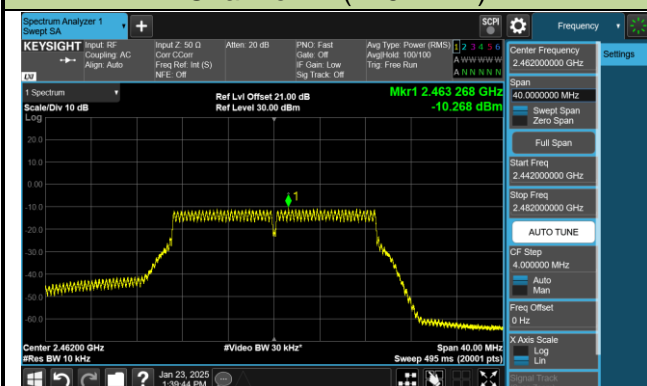 Spectrum Analyzer 1
Swept SA
+
SCPI
Frequency
KEYSIGHT
Input: RF
Coupling: AC
Align: Auto
Input Z: 50 Ω
Corr CCorr
Freq Ref: Int (S)
NFE: Off
Atten: 20 dB
PNO: Fast
Gate: Off
IF Gain: Low
Sig Track: Off
Avg Type: Power (RMS)
Avg|Hold: 100/100
Trig: Free Run
1 2 3 4 5 6
A W W W W W
A N N N N N
LM
1 Spectrum
Scale/Div 10 dB
Log
Ref Lvl Offset 21.00 dB
Ref Level 30.00 dBm
Mkr1 2.463 268 GHz
-10.268 dBm
20.0
10.0
0.00
-10.0
-20.0
-30.0
-40.0
-50.0
-60.0
1
Center 2.46200 GHz
#Res BW 10 kHz
#Video BW 30 kHz*
Span 40.00 MHz
Sweep 495 ms (20001 pts)
Center Frequency
2.462000000 GHz
Settings
Span
40.0000000 MHz
Swept Span
Zero Span
Full Span
Start Freq
2.442000000 GHz
Stop Freq
2.482000000 GHz
AUTO TUNE
CF Step
4.000000 MHz
Auto
Man
Freq Offset
0 Hz
X Axis Scale
Log
Lin
Signal Track
?
Jan 23, 2025
1:39:44 PM